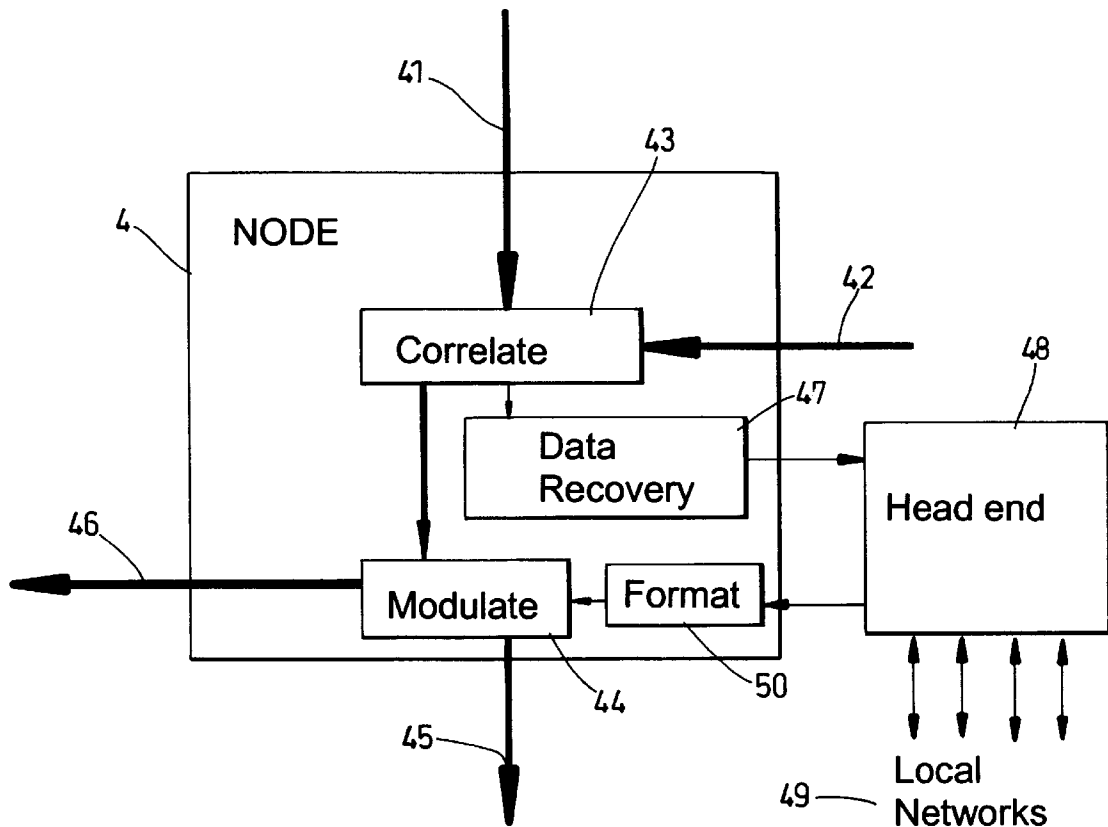 41
43
4
NODE
42
Correlate
48
47
Data
Recovery
Head end
46
Modulate
Format
50
44
45
Local
Networks
49